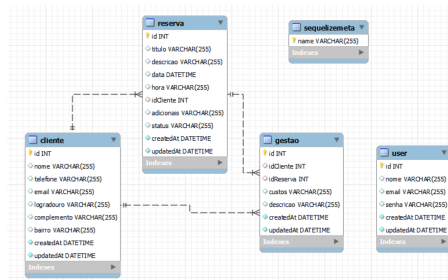 reserva
id INT
titulo VARCHAR(255)
descricao VARCHAR(255)
data DATETIME
hora VARCHAR(255)
idCliente INT
adicionais VARCHAR(255)
status VARCHAR(255)
createdAt DATETIME
updatedAt DATETIME
Indexes
sequelizemeta
name VARCHAR(255)
Indexes
cliente
id INT
nome VARCHAR(255)
telefone VARCHAR(255)
email VARCHAR(255)
logradouro VARCHAR(255)
complemento VARCHAR(255)
bairro VARCHAR(255)
createdAt DATETIME
updatedAt DATETIME
Indexes
gestao
id INT
idCliente INT
idReserva INT
custos VARCHAR(255)
descricao VARCHAR(255)
createdAt DATETIME
updatedAt DATETIME
Indexes
user
id INT
nome VARCHAR(255)
email VARCHAR(255)
senha VARCHAR(255)
createdAt DATETIME
updatedAt DATETIME
Indexes